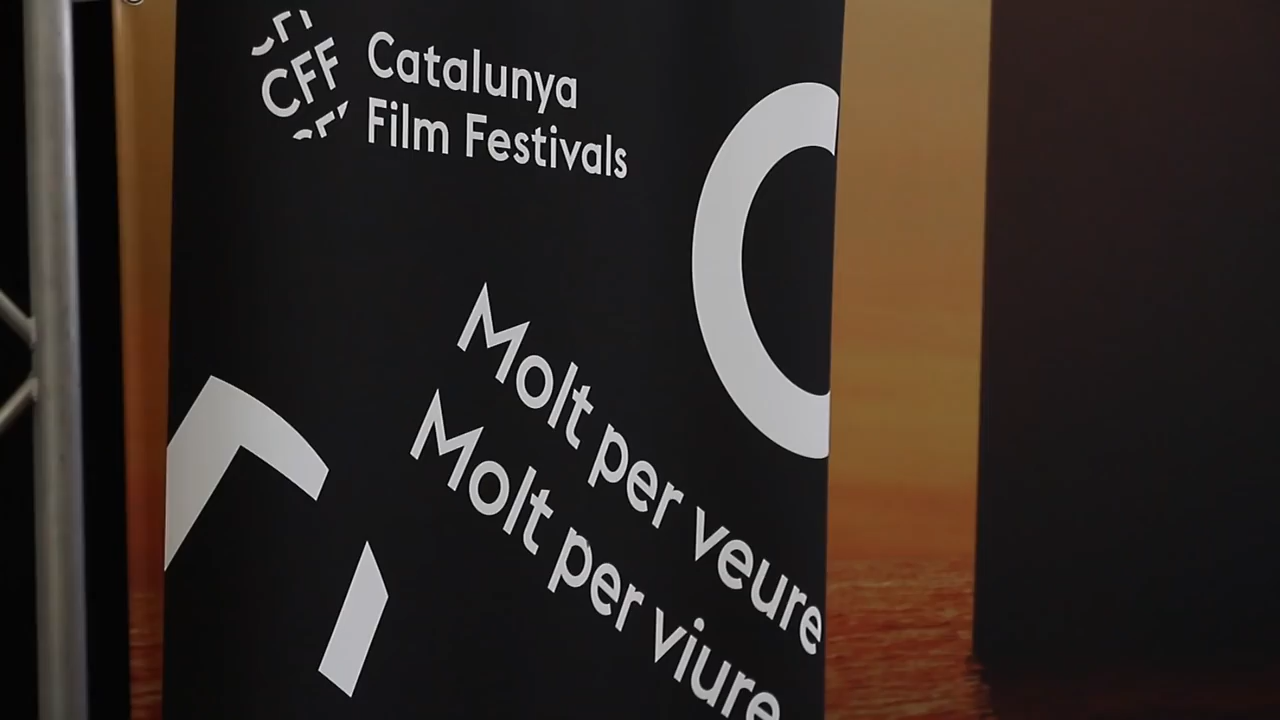 CFF
Catalunya
Film Festivals
Molt per veure
Molt per viure